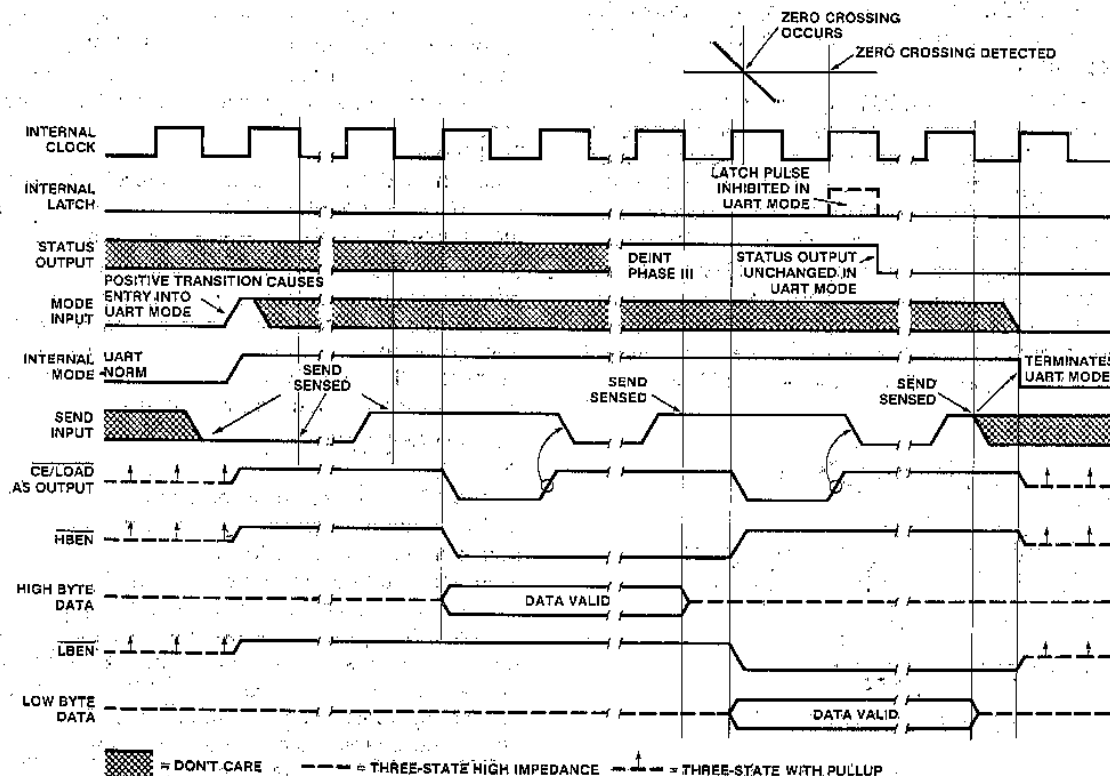 ZERO CROSSING
OCCURS
ZERO CROSSING DETECTED
INTERNAL
CLOCK
LATCH PULSE
INHIBITED IN
UART MODE
INTERNAL
LATCH
STATUS
OUTPUT
DEINT
PHASE III
STATUS OUTPUT
UNCHANGED IN
UART MODE
POSITIVE TRANSITION CAUSES
ENTRY INTO
UART MODE
MODE
INPUT
INTERNAL
MODE
UART
NORM
SEND
SENSED
SEND
SENSED
SEND
SENSED
TERMINATES
UART MODE
SEND
INPUT
CE/LOAD
AS OUTPUT
HBEN
HIGH BYTE
DATA
DATA VALID
LBEN
LOW BYTE
DATA
DATA VALID
= DON'T CARE
= THREE-STATE HIGH IMPEDANCE
= THREE-STATE WITH PULLUP